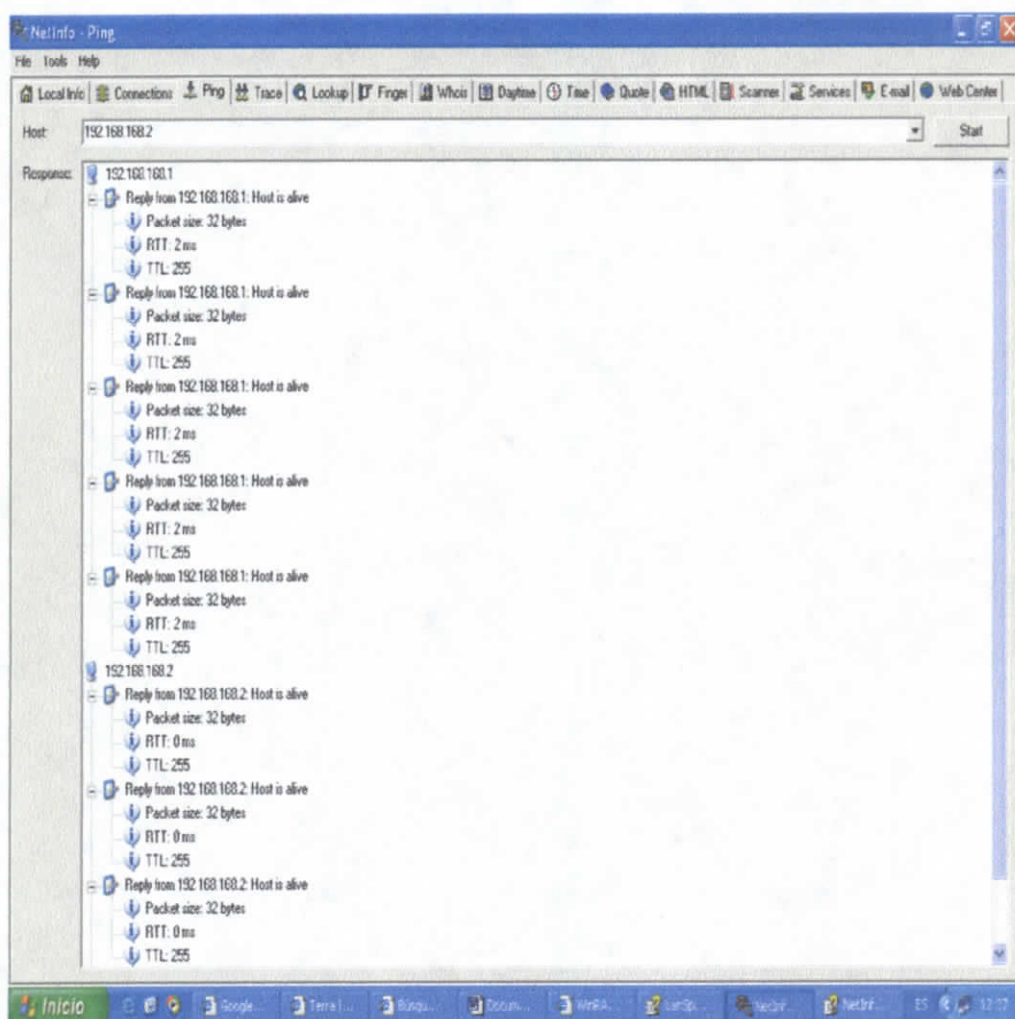 NetInfo - Ping
File Tools Help
Local Info Connections Ping Trace Lookup Finger Whois Daytime Time Quote HTML Scanner Services E-mail Web Center
Host: 192.168.168.2 Start
Response: 192.168.168.1
Reply from 192.168.168.1: Host is alive
Packet size: 32 bytes
RTT: 2 ms
TTL: 255
Reply from 192.168.168.1: Host is alive
Packet size: 32 bytes
RTT: 2 ms
TTL: 255
Reply from 192.168.168.1: Host is alive
Packet size: 32 bytes
RTT: 2 ms
TTL: 255
Reply from 192.168.168.1: Host is alive
Packet size: 32 bytes
RTT: 2 ms
TTL: 255
Reply from 192.168.168.1: Host is alive
Packet size: 32 bytes
RTT: 2 ms
TTL: 255
192.168.168.2
Reply from 192.168.168.2: Host is alive
Packet size: 32 bytes
RTT: 0 ms
TTL: 255
Reply from 192.168.168.2: Host is alive
Packet size: 32 bytes
RTT: 0 ms
TTL: 255
Reply from 192.168.168.2: Host is alive
Packet size: 32 bytes
RTT: 0 ms
TTL: 255
Inicio Google... Terra |... Búsqu... Docum... WinRA... LanSp... NetInf... NetInf... ES